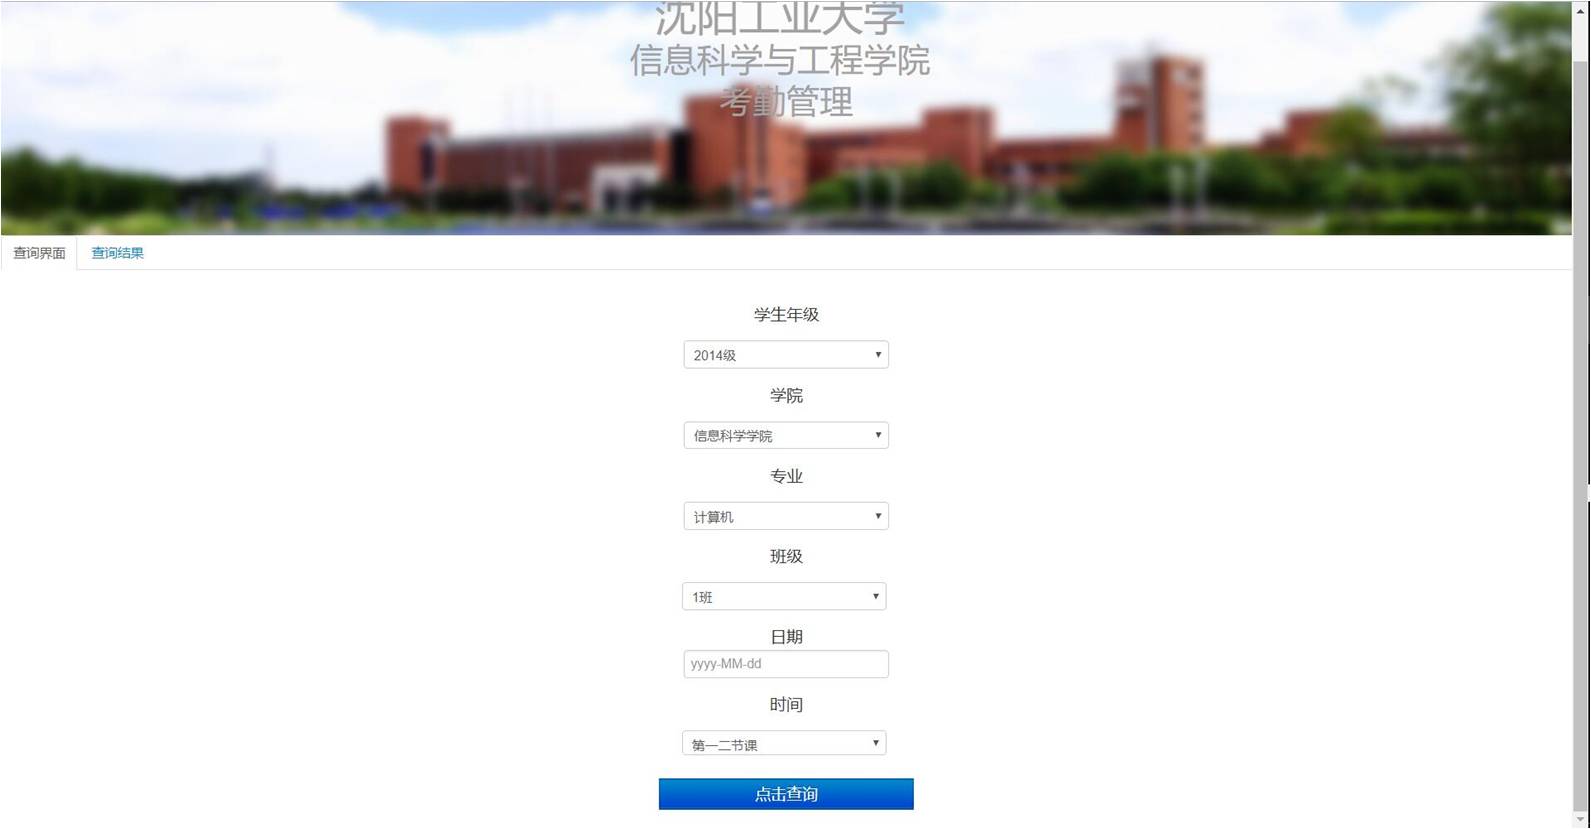 沈阳工业大学
信息科学与工程学院
考勤管理
查询界面 查询结果
学生年级
2014级
学院
信息科学学院
专业
计算机
班级
1班
日期
yyyy-MM-dd
时间
第一二节课
点击查询